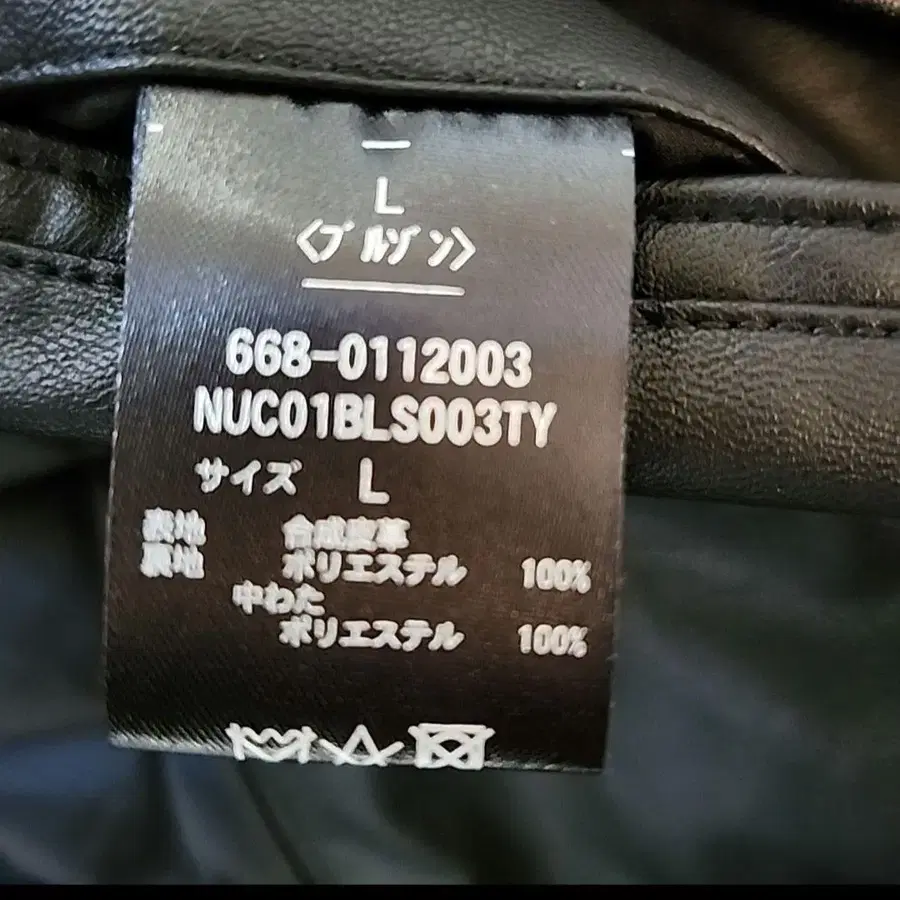 L
〈ブルゾン〉
668-0112003
NUC01BLS003TY
サイズ L
表地 合成皮革
裏地 ポリエステル 100%
中わた
ポリエステル 100%